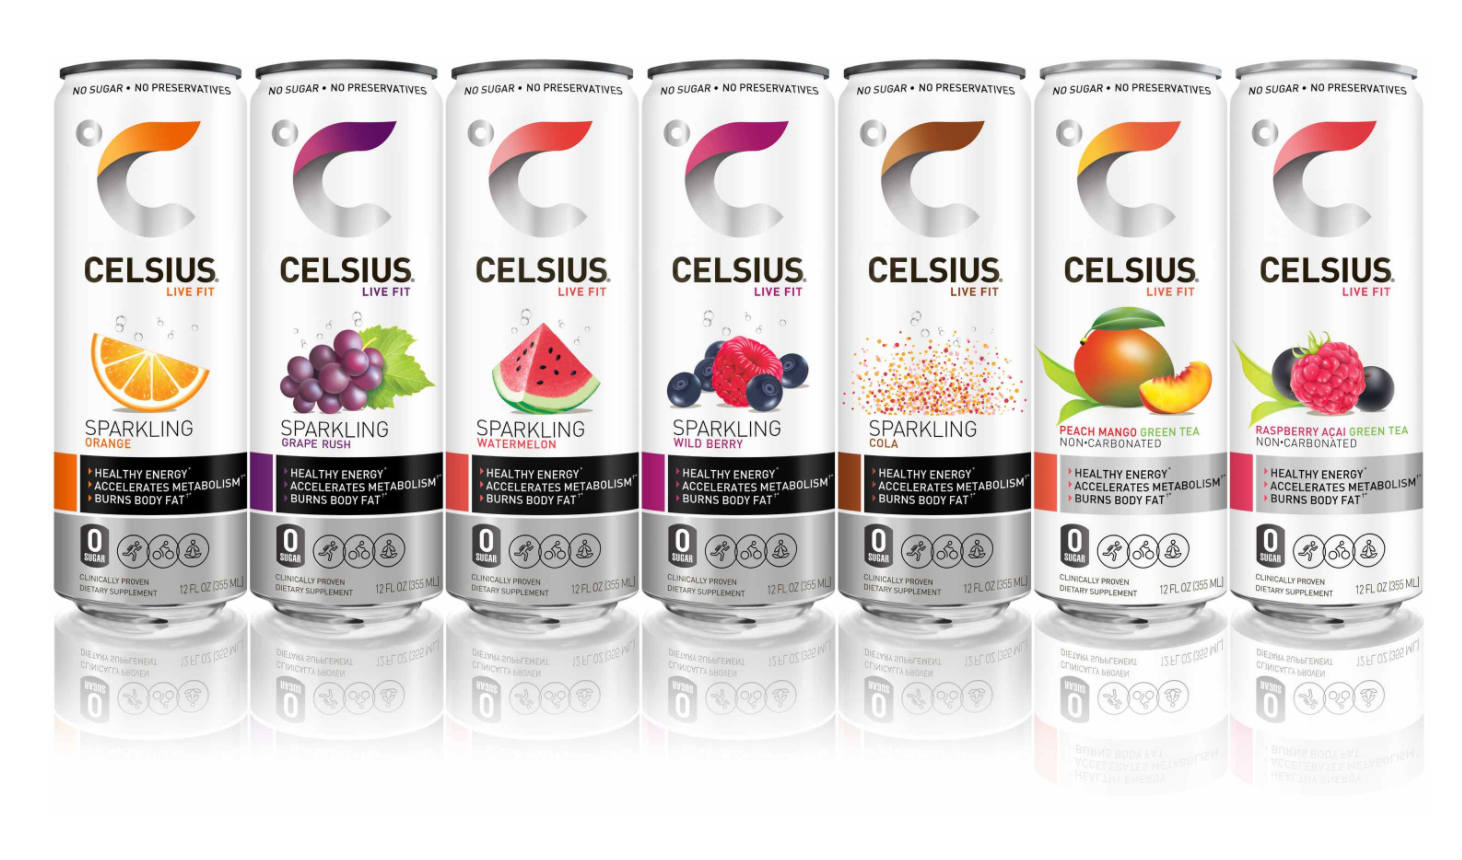 NO SUGAR • NO PRESERVATIVES
CELSIUS®
LIVE FIT
SPARKLING
ORANGE
HEALTHY ENERGY*
ACCELERATES METABOLISM*†
BURNS BODY FAT*†
0
SUGAR
CLINICALLY PROVEN
DIETARY SUPPLEMENT
12 FL OZ (355 ML)
NO SUGAR • NO PRESERVATIVES
CELSIUS®
LIVE FIT
SPARKLING
GRAPE RUSH
HEALTHY ENERGY*
ACCELERATES METABOLISM*†
BURNS BODY FAT*†
0
SUGAR
CLINICALLY PROVEN
DIETARY SUPPLEMENT
12 FL OZ (355 ML)
NO SUGAR • NO PRESERVATIVES
CELSIUS®
LIVE FIT
SPARKLING
WATERMELON
HEALTHY ENERGY*
ACCELERATES METABOLISM*†
BURNS BODY FAT*†
0
SUGAR
CLINICALLY PROVEN
DIETARY SUPPLEMENT
12 FL OZ (355 ML)
NO SUGAR • NO PRESERVATIVES
CELSIUS®
LIVE FIT
SPARKLING
WILD BERRY
HEALTHY ENERGY*
ACCELERATES METABOLISM*†
BURNS BODY FAT*†
0
SUGAR
CLINICALLY PROVEN
DIETARY SUPPLEMENT
12 FL OZ (355 ML)
NO SUGAR • NO PRESERVATIVES
CELSIUS®
LIVE FIT
SPARKLING
COLA
HEALTHY ENERGY*
ACCELERATES METABOLISM*†
BURNS BODY FAT*†
0
SUGAR
CLINICALLY PROVEN
DIETARY SUPPLEMENT
12 FL OZ (355 ML)
NO SUGAR • NO PRESERVATIVES
CELSIUS®
LIVE FIT
PEACH MANGO GREEN TEA
NON•CARBONATED
HEALTHY ENERGY*
ACCELERATES METABOLISM*†
BURNS BODY FAT*†
0
SUGAR
CLINICALLY PROVEN
DIETARY SUPPLEMENT
12 FL OZ (355 ML)
NO SUGAR • NO PRESERVATIVES
CELSIUS®
LIVE FIT
RASPBERRY AÇAI GREEN TEA
NON•CARBONATED
HEALTHY ENERGY*
ACCELERATES METABOLISM*†
BURNS BODY FAT*†
0
SUGAR
CLINICALLY PROVEN
DIETARY SUPPLEMENT
12 FL OZ (355 ML)